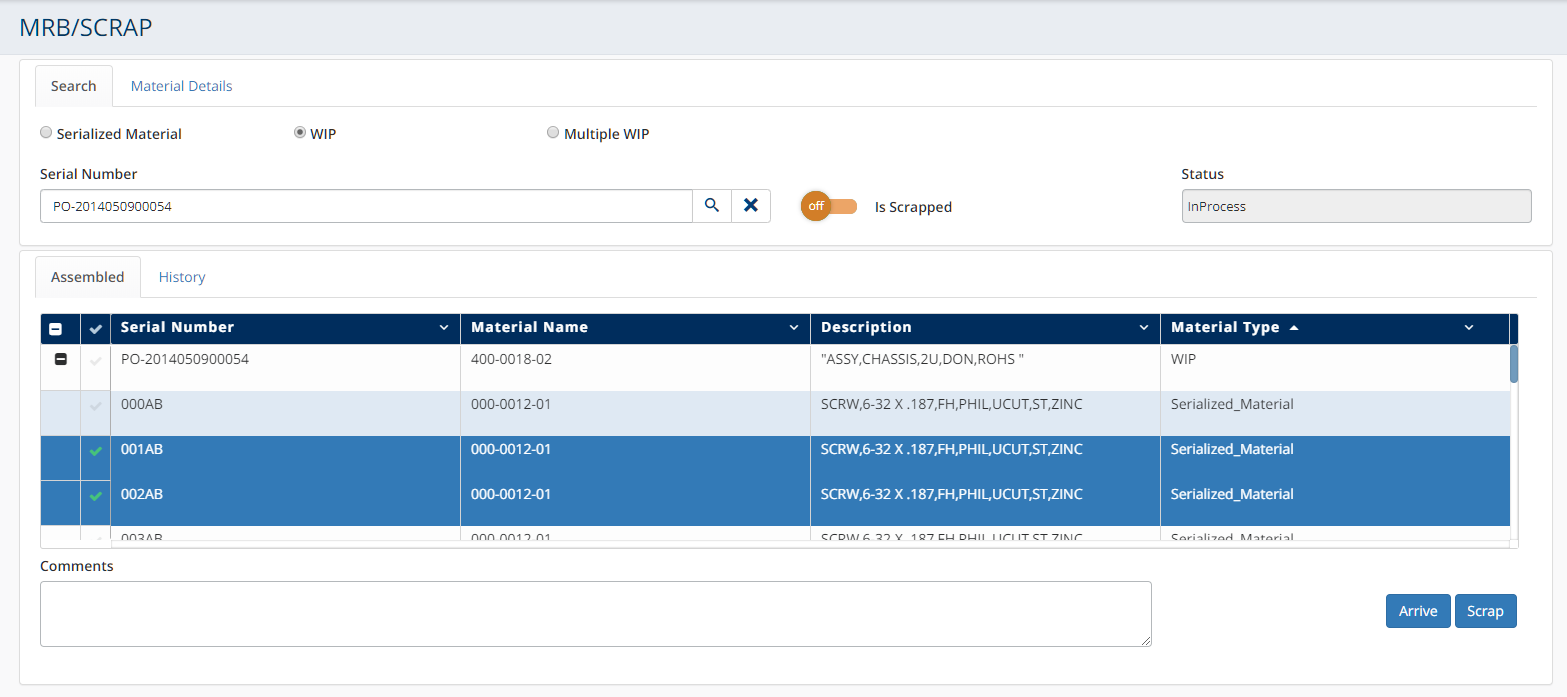 MRB/SCRAP
Search Material Details
Serialized Material WIP Multiple WIP
Serial Number Status
PO-2014050900054 off Is Scrapped InProcess
Assembled History
Serial Number Material Name Description Material Type
PO-2014050900054 400-0018-02 "ASSY,CHASSIS,2U,DON,ROHS " WIP
000AB 000-0012-01 SCRW,6-32 X .187,FH,PHIL,UCUT,ST,ZINC Serialized_Material
001AB 000-0012-01 SCRW,6-32 X .187,FH,PHIL,UCUT,ST,ZINC Serialized_Material
002AB 000-0012-01 SCRW,6-32 X .187,FH,PHIL,UCUT,ST,ZINC Serialized_Material
003AB 000-0012-01 SCRW,6-32 X .187,FH,PHIL,UCUT,ST,ZINC Serialized_Material
Comments
Arrive Scrap